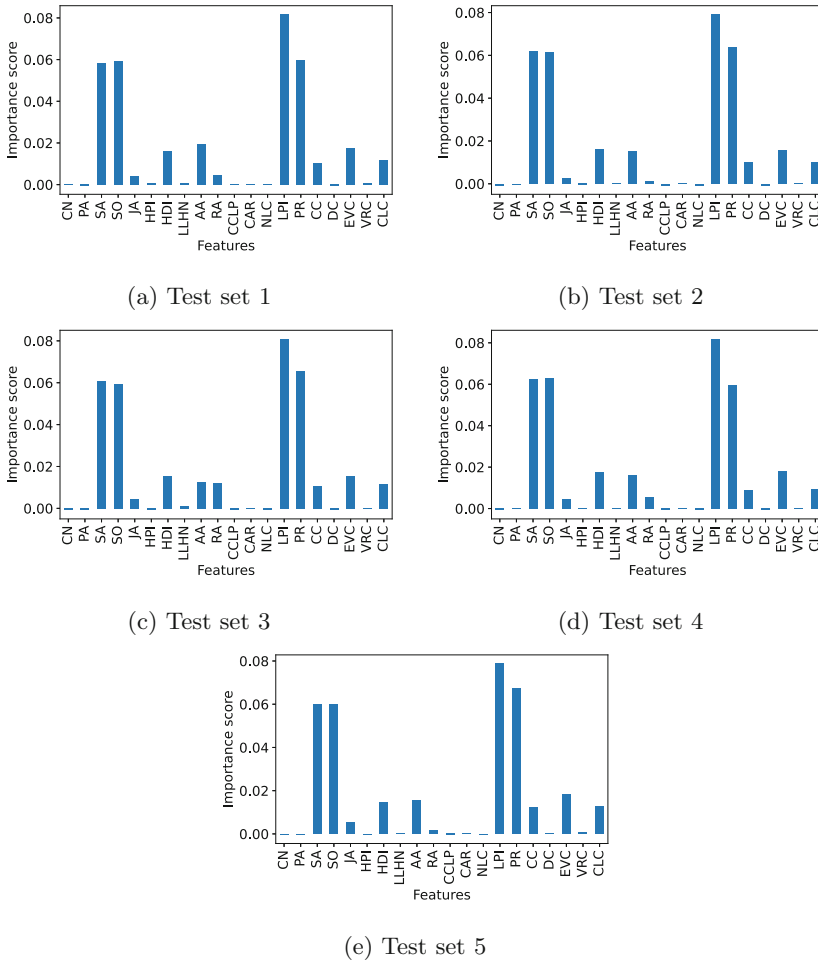 0.08
0.06
0.04
0.02
0.00
Importance score
CN PA SA SO JA HPI HDI LLHN AA RA CCLP CAR NLC LPI PR CC DC EVC VRC CLC
Features
(a) Test set 1
0.08
0.06
0.04
0.02
0.00
Importance score
CN PA SA SO JA HPI HDI LLHN AA RA CCLP CAR NLC LPI PR CC DC EVC VRC CLC
Features
(b) Test set 2
0.08
0.06
0.04
0.02
0.00
Importance score
CN PA SA SO JA HPI HDI LLHN AA RA CCLP CAR NLC LPI PR CC DC EVC VRC CLC
Features
(c) Test set 3
0.08
0.06
0.04
0.02
0.00
Importance score
CN PA SA SO JA HPI HDI LLHN AA RA CCLP CAR NLC LPI PR CC DC EVC VRC CLC
Features
(d) Test set 4
0.08
0.06
0.04
0.02
0.00
Importance score
CN PA SA SO JA HPI HDI LLHN AA RA CCLP CAR NLC LPI PR CC DC EVC VRC CLC
Features
(e) Test set 5